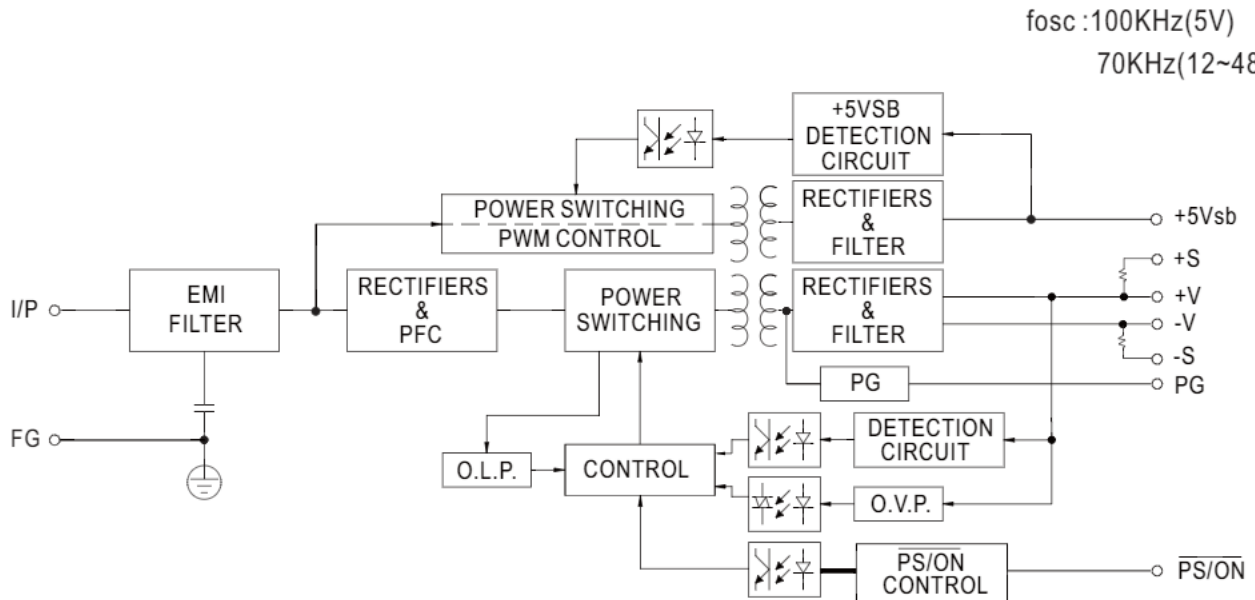 fosc :100KHz(5V)
70KHz(12~48
+5VSB
DETECTION
CIRCUIT
POWER SWITCHING
PWM CONTROL
RECTIFIERS
&
FILTER
+5Vsb
I/P
EMI
FILTER
RECTIFIERS
&
PFC
POWER
SWITCHING
RECTIFIERS
&
FILTER
+S
+V
-V
-S
PG
PG
FG
O.L.P.
CONTROL
DETECTION
CIRCUIT
O.V.P.
PS/ON
CONTROL
PS/ON